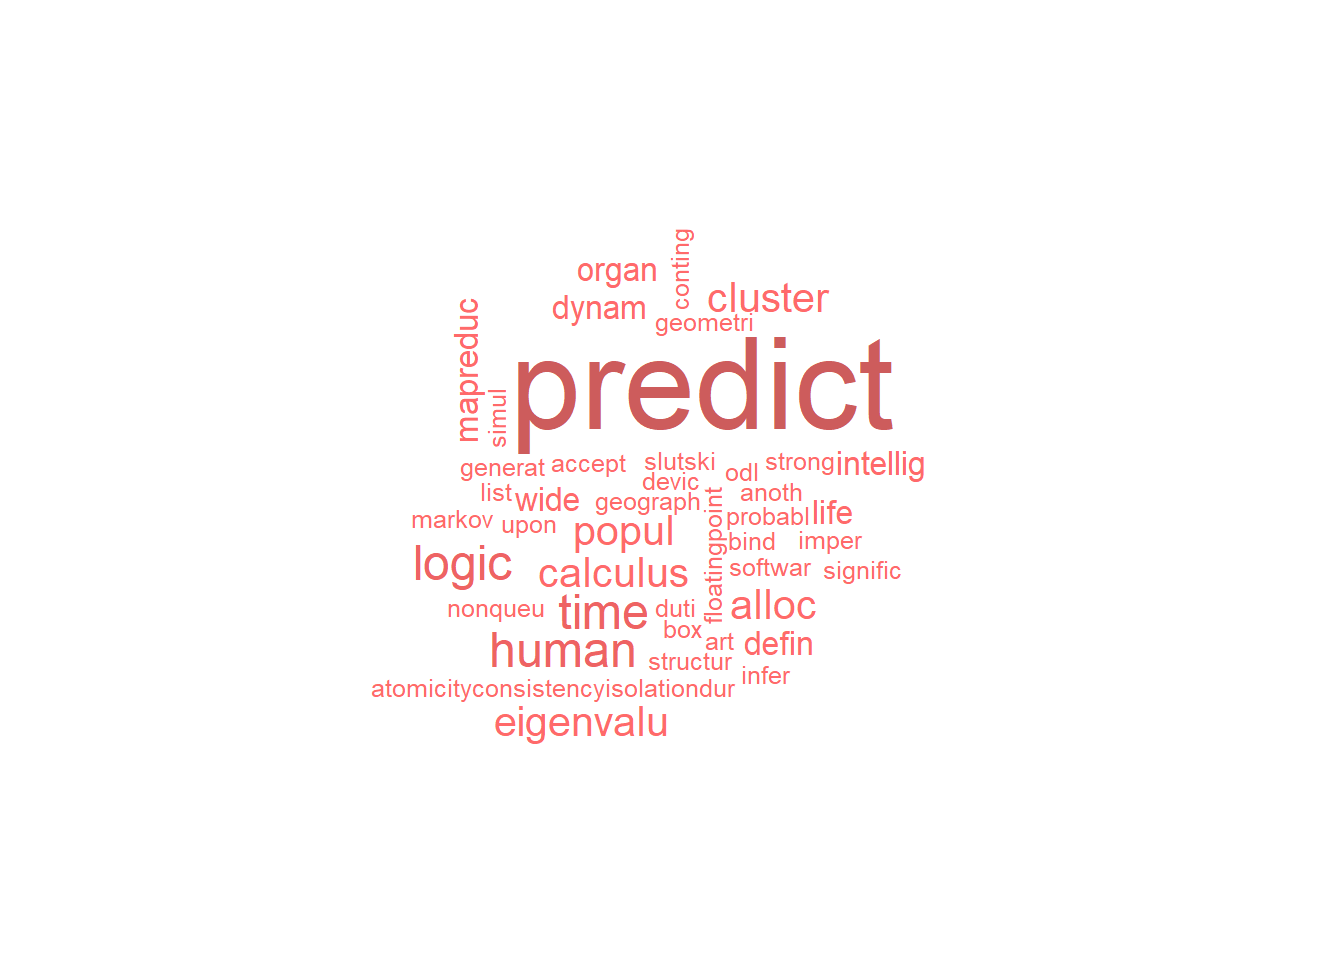 conting
organ
cluster
dynam
geometri
mapreduc
simul
predict
generat accept slutski odl strong intellig
list wide devic geograph anoth
markov upon popul floatingpoint probabl life
bind imper
logic calculus softwar signific
nonqueu time duti alloc
human box art defin
structur infer
atomicityconsistencyisolationdur
eigenvalu